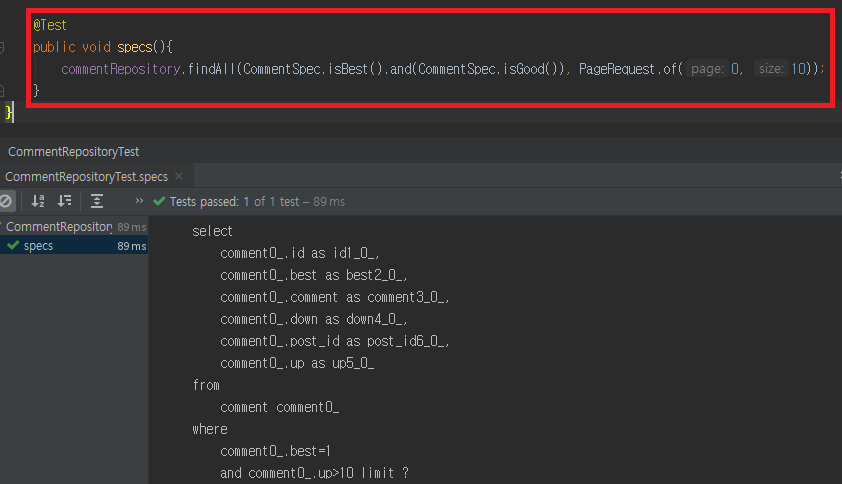 @Test
public void specs(){
commentRepository.findAll(CommentSpec.isBest().and(CommentSpec.isGood()), PageRequest.of( page: 0, size: 10));
}
}
CommentRepositoryTest
CommentRepositoryTest.specs ×
» ✔ Tests passed: 1 of 1 test – 89 ms
CommentRepository 89 ms
✔ specs 89 ms
select
comment0_.id as id1_0_,
comment0_.best as best2_0_,
comment0_.comment as comment3_0_,
comment0_.down as down4_0_,
comment0_.post_id as post_id6_0_,
comment0_.up as up5_0_
from
comment comment0_
where
comment0_.best=1
and comment0_.up>10 limit ?